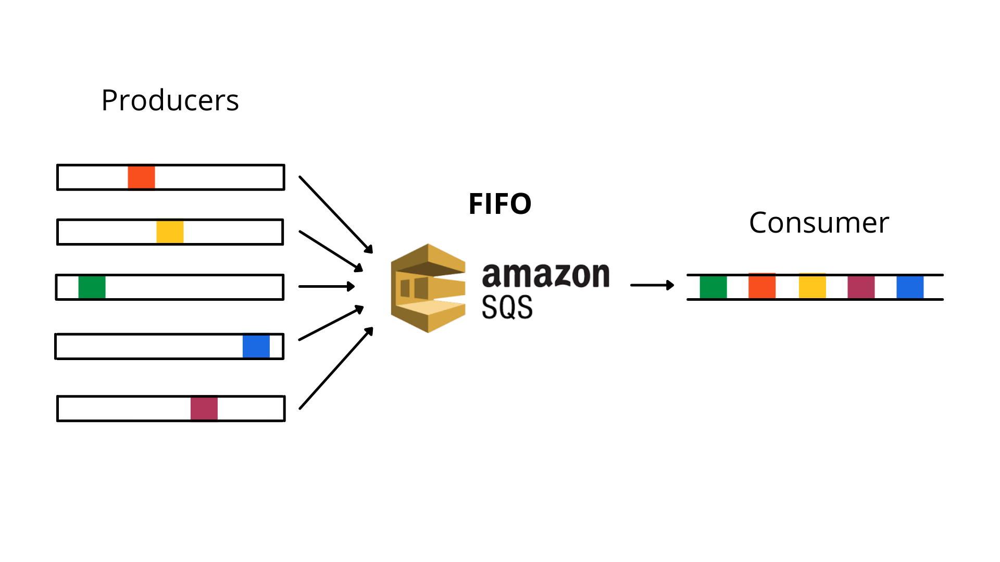 Producers
FIFO
Consumer
amazon
SQS